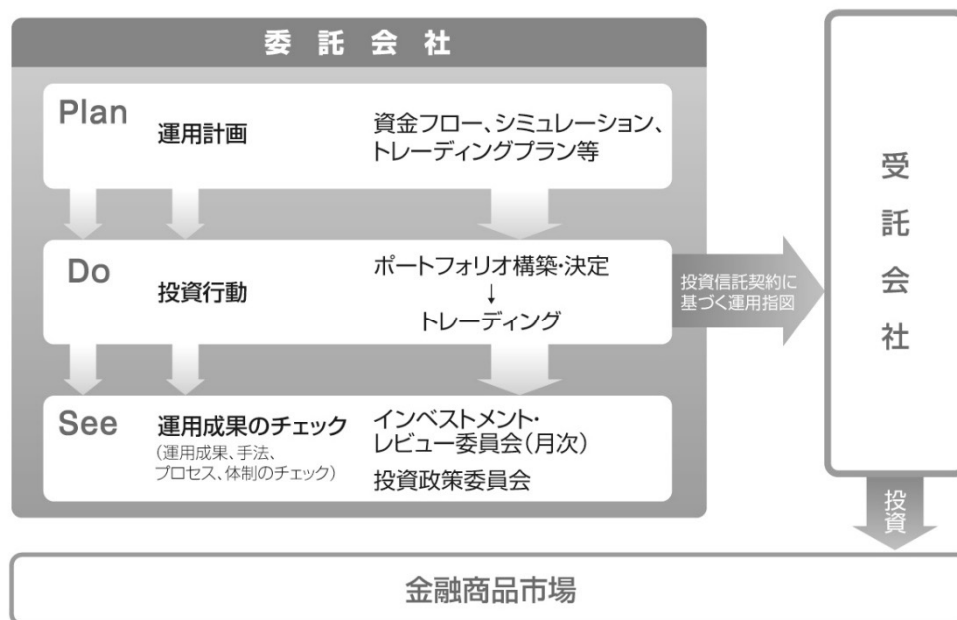 委託会社
Plan
運用計画
資金フロー、シミュレーション、
トレーディングプラン等
Do
投資行動
ポートフォリオ構築・決定
↓
トレーディング
See
運用成果のチェック
(運用成果、手法、
プロセス、体制のチェック)
インベストメント・
レビュー委員会(月次)
投資政策委員会
投資信託契約に
基づく運用指図
受託会社
投資
金融商品市場